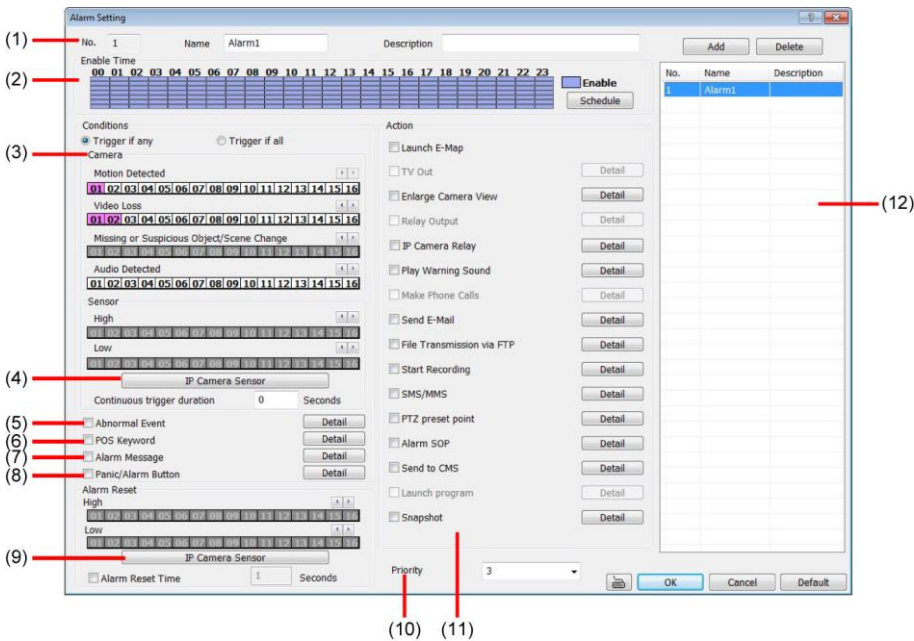 Alarm Setting
(1)
No. 1 Name Alarm1 Description
Add Delete
Enable Time
(2)
00 01 02 03 04 05 06 07 08 09 10 11 12 13 14 15 16 17 18 19 20 21 22 23
Enable
Schedule
No. Name Description
1 Alarm1
Conditions
Trigger if any Trigger if all
(3)
Camera
Motion Detected
01 02 03 04 05 06 07 08 09 10 11 12 13 14 15 16
Video Loss
01 02 03 04 05 06 07 08 09 10 11 12 13 14 15 16
Missing or Suspicious Object/Scene Change
01 02 03 04 05 06 07 08 09 10 11 12 13 14 15 16
Audio Detected
01 02 03 04 05 06 07 08 09 10 11 12 13 14 15 16
Sensor
High
01 02 03 04 05 06 07 08 09 10 11 12 13 14 15 16
Low
01 02 03 04 05 06 07 08 09 10 11 12 13 14 15 16
(4)
IP Camera Sensor
Continuous trigger duration 0 Seconds
(5)
Abnormal Event Detail
(6)
POS Keyword Detail
(7)
Alarm Message Detail
(8)
Panic/Alarm Button Detail
Alarm Reset
High
01 02 03 04 05 06 07 08 09 10 11 12 13 14 15 16
Low
01 02 03 04 05 06 07 08 09 10 11 12 13 14 15 16
(9)
IP Camera Sensor
Alarm Reset Time 1 Seconds
Action
Launch E-Map
TV Out Detail
Enlarge Camera View Detail
Relay Output Detail
IP Camera Relay Detail
Play Warning Sound Detail
Make Phone Calls Detail
Send E-Mail Detail
File Transmission via FTP Detail
Start Recording Detail
SMS/MMS Detail
PTZ preset point Detail
Alarm SOP Detail
Send to CMS Detail
Launch program Detail
Snapshot Detail
Priority 3
(10)
(11)
(12)
OK Cancel Default